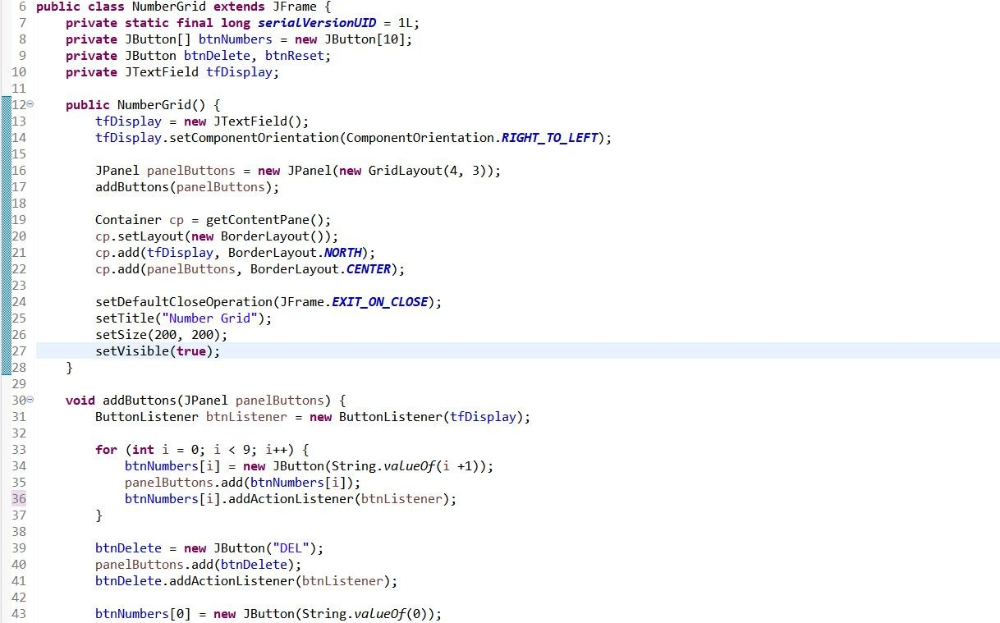 6 public class NumberGrid extends JFrame {
7 private static final long serialVersionUID = 1L;
8 private JButton[] btnNumbers = new JButton[10];
9 private JButton btnDelete, btnReset;
10 private JTextField tfDisplay;
11
12 public NumberGrid() {
13 tfDisplay = new JTextField();
14 tfDisplay.setComponentOrientation(ComponentOrientation.RIGHT_TO_LEFT);
15
16 JPanel panelButtons = new JPanel(new GridLayout(4, 3));
17 addButtons(panelButtons);
18
19 Container cp = getContentPane();
20 cp.setLayout(new BorderLayout());
21 cp.add(tfDisplay, BorderLayout.NORTH);
22 cp.add(panelButtons, BorderLayout.CENTER);
23
24 setDefaultCloseOperation(JFrame.EXIT_ON_CLOSE);
25 setTitle("Number Grid");
26 setSize(200, 200);
27 setVisible(true);
28 }
29
30 void addButtons(JPanel panelButtons) {
31 ButtonListener btnListener = new ButtonListener(tfDisplay);
32
33 for (int i = 0; i < 9; i++) {
34 btnNumbers[i] = new JButton(String.valueOf(i +1));
35 panelButtons.add(btnNumbers[i]);
36 btnNumbers[i].addActionListener(btnListener);
37 }
38
39 btnDelete = new JButton("DEL");
40 panelButtons.add(btnDelete);
41 btnDelete.addActionListener(btnListener);
42
43 btnNumbers[0] = new JButton(String.valueOf(0));